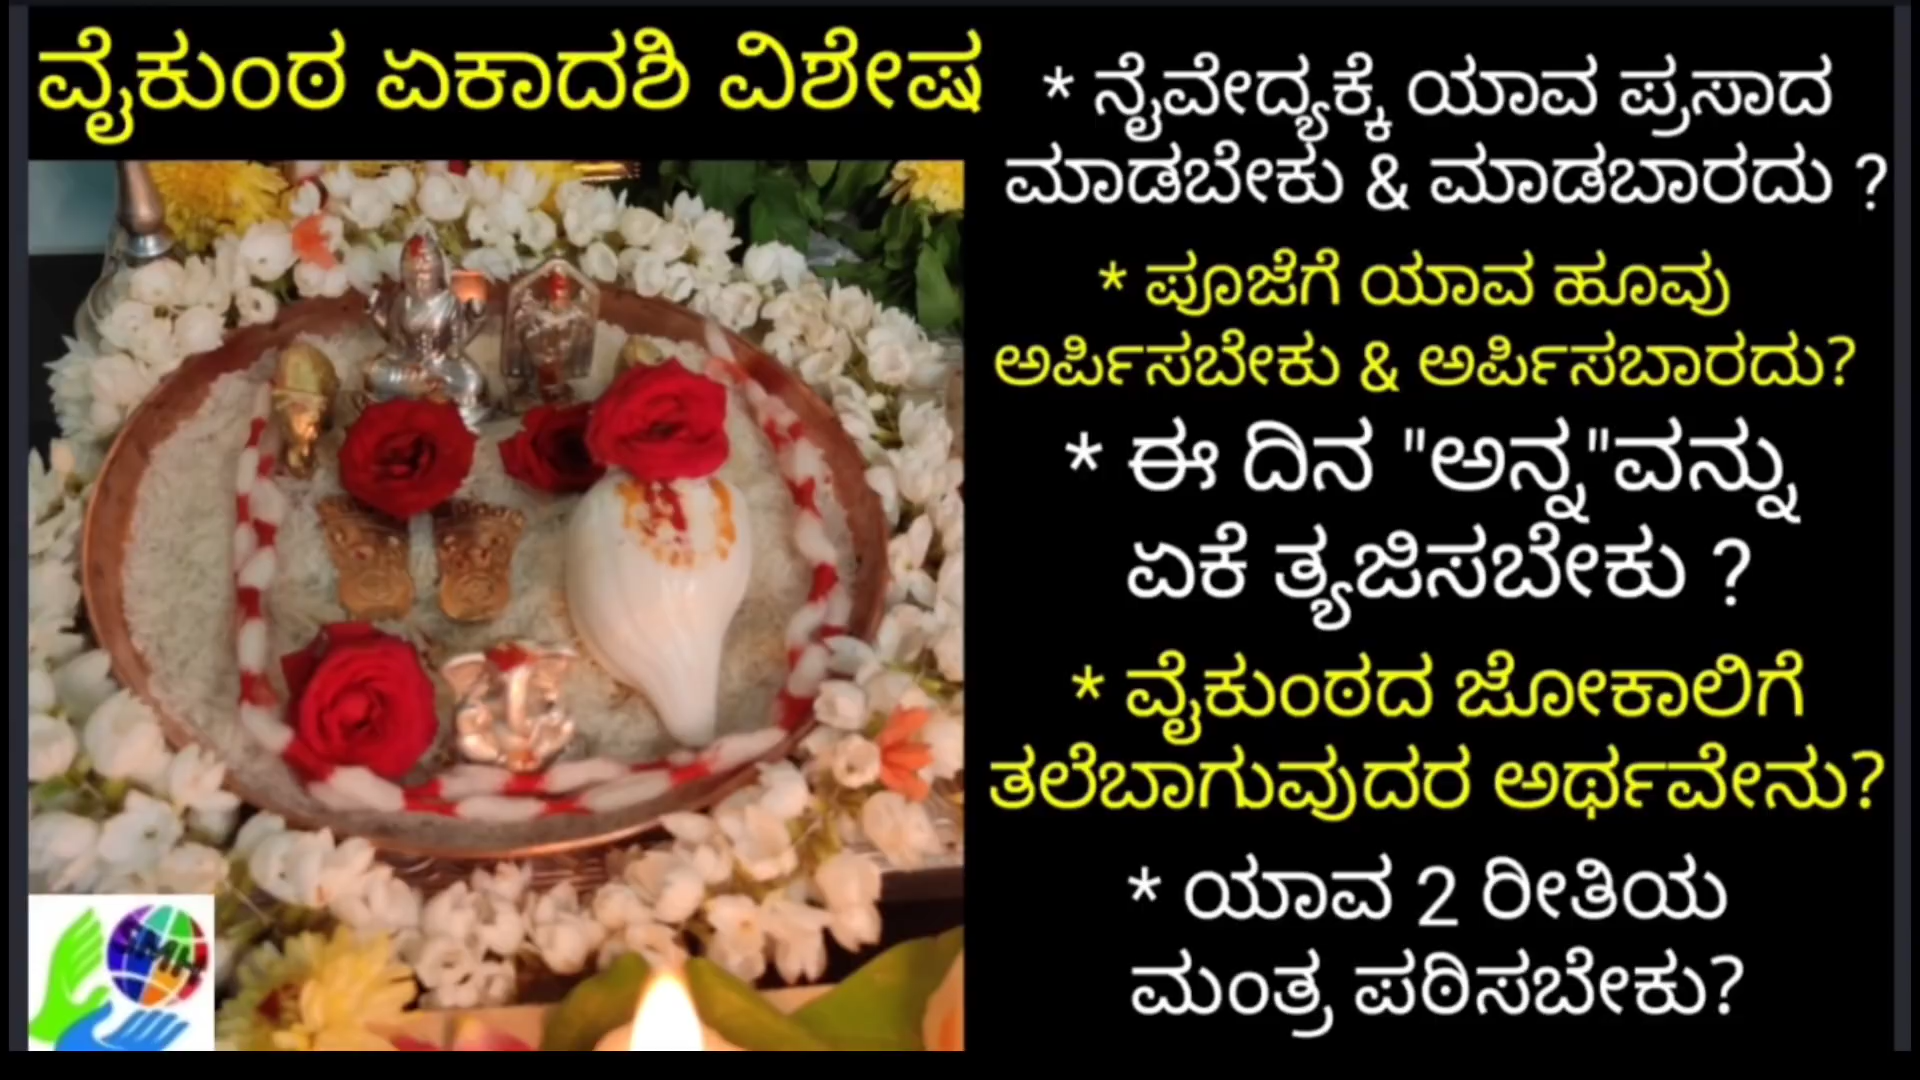 ವೈಕುಂಠ ಏಕಾದಶಿ ವಿಶೇಷ
* ನೈವೇದ್ಯಕ್ಕೆ ಯಾವ ಪ್ರಸಾದ
ಮಾಡಬೇಕು & ಮಾಡಬಾರದು ?
* ಪೂಜೆಗೆ ಯಾವ ಹೂವು
ಅರ್ಪಿಸಬೇಕು & ಅರ್ಪಿಸಬಾರದು?
* ಈ ದಿನ "ಅನ್ನ"ವನ್ನು
ಏಕೆ ತ್ಯಜಿಸಬೇಕು ?
* ವೈಕುಂಠದ ಜೋಕಾಲಿಗೆ
ತಲೆಬಾಗುವುದರ ಅರ್ಥವೇನು?
* ಯಾವ 2 ರೀತಿಯ
ಮಂತ್ರ ಪಠಿಸಬೇಕು?